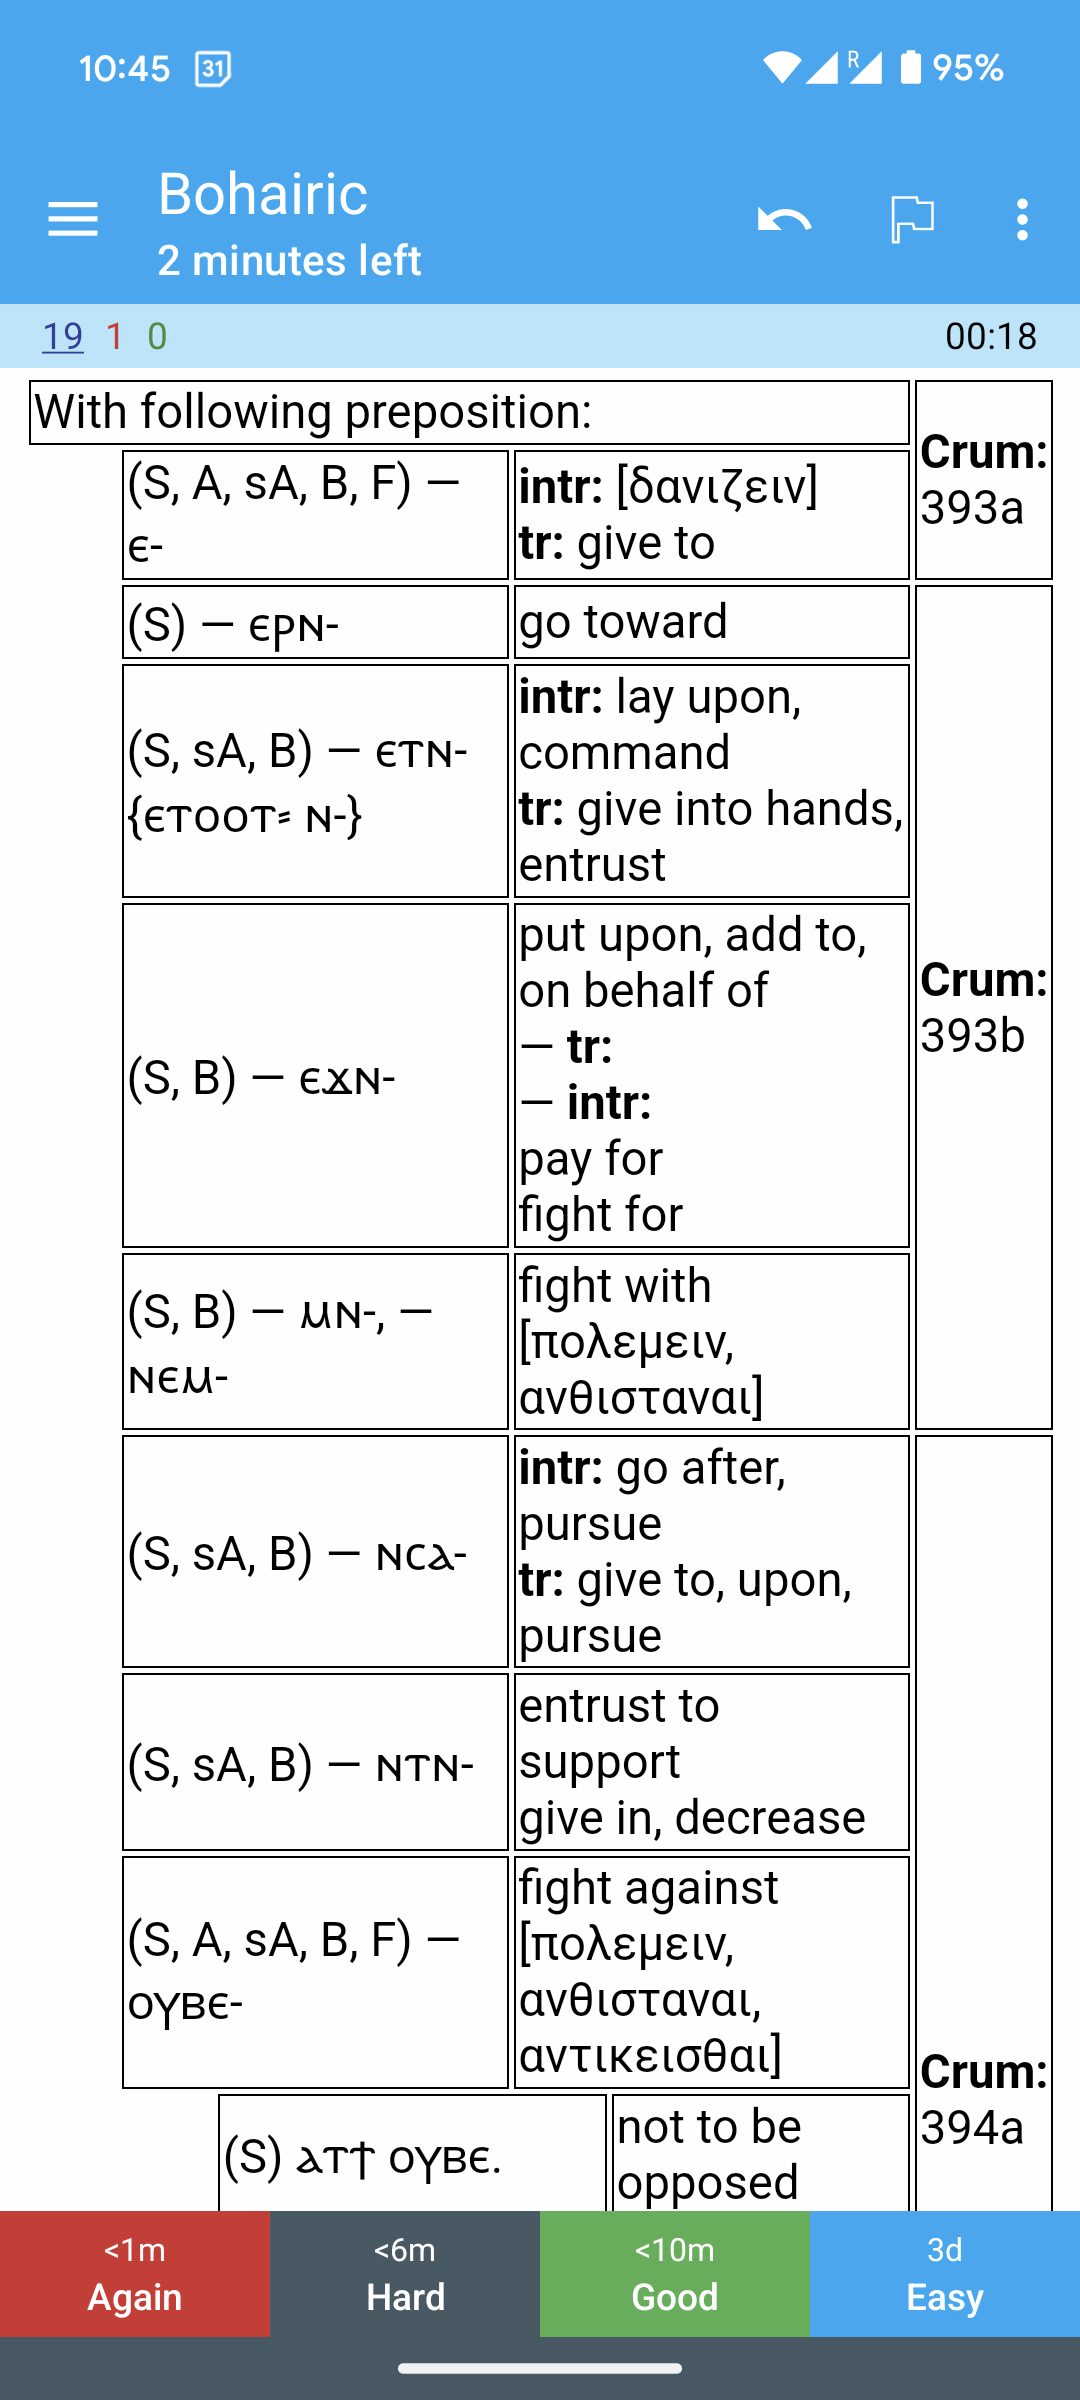 10:45 31 R 95%
Bohairic
2 minutes left
19 1 0 00:18
With following preposition:
Crum:
393a
(S, A, sA, B, F) —
ⲉ-
intr: [δανιζειν]
tr: give to
(S) — ⲉⲣⲛ-
go toward
Crum:
393b
(S, sA, B) — ⲉⲧⲛ-
{ⲉⲧⲟⲟⲧ⸗ ⲛ-}
intr: lay upon,
command
tr: give into hands,
entrust
(S, B) — ⲉϫⲛ-
put upon, add to,
on behalf of
— tr:
— intr:
pay for
fight for
(S, B) — ⲙⲛ-, —
ⲛⲉⲙ-
fight with
[πολεμειν,
ανθισταναι]
(S, sA, B) — ⲛⲥⲁ-
intr: go after,
pursue
tr: give to, upon,
pursue
Crum:
394a
(S, sA, B) — ⲛⲧⲛ-
entrust to
support
give in, decrease
(S, A, sA, B, F) —
ⲟⲩⲃⲉ-
fight against
[πολεμειν,
ανθισταναι,
αντικεισθαι]
(S) ⲁⲧϯ ⲟⲩⲃⲉ.
not to be
opposed
<1m
Again
<6m
Hard
<10m
Good
3d
Easy